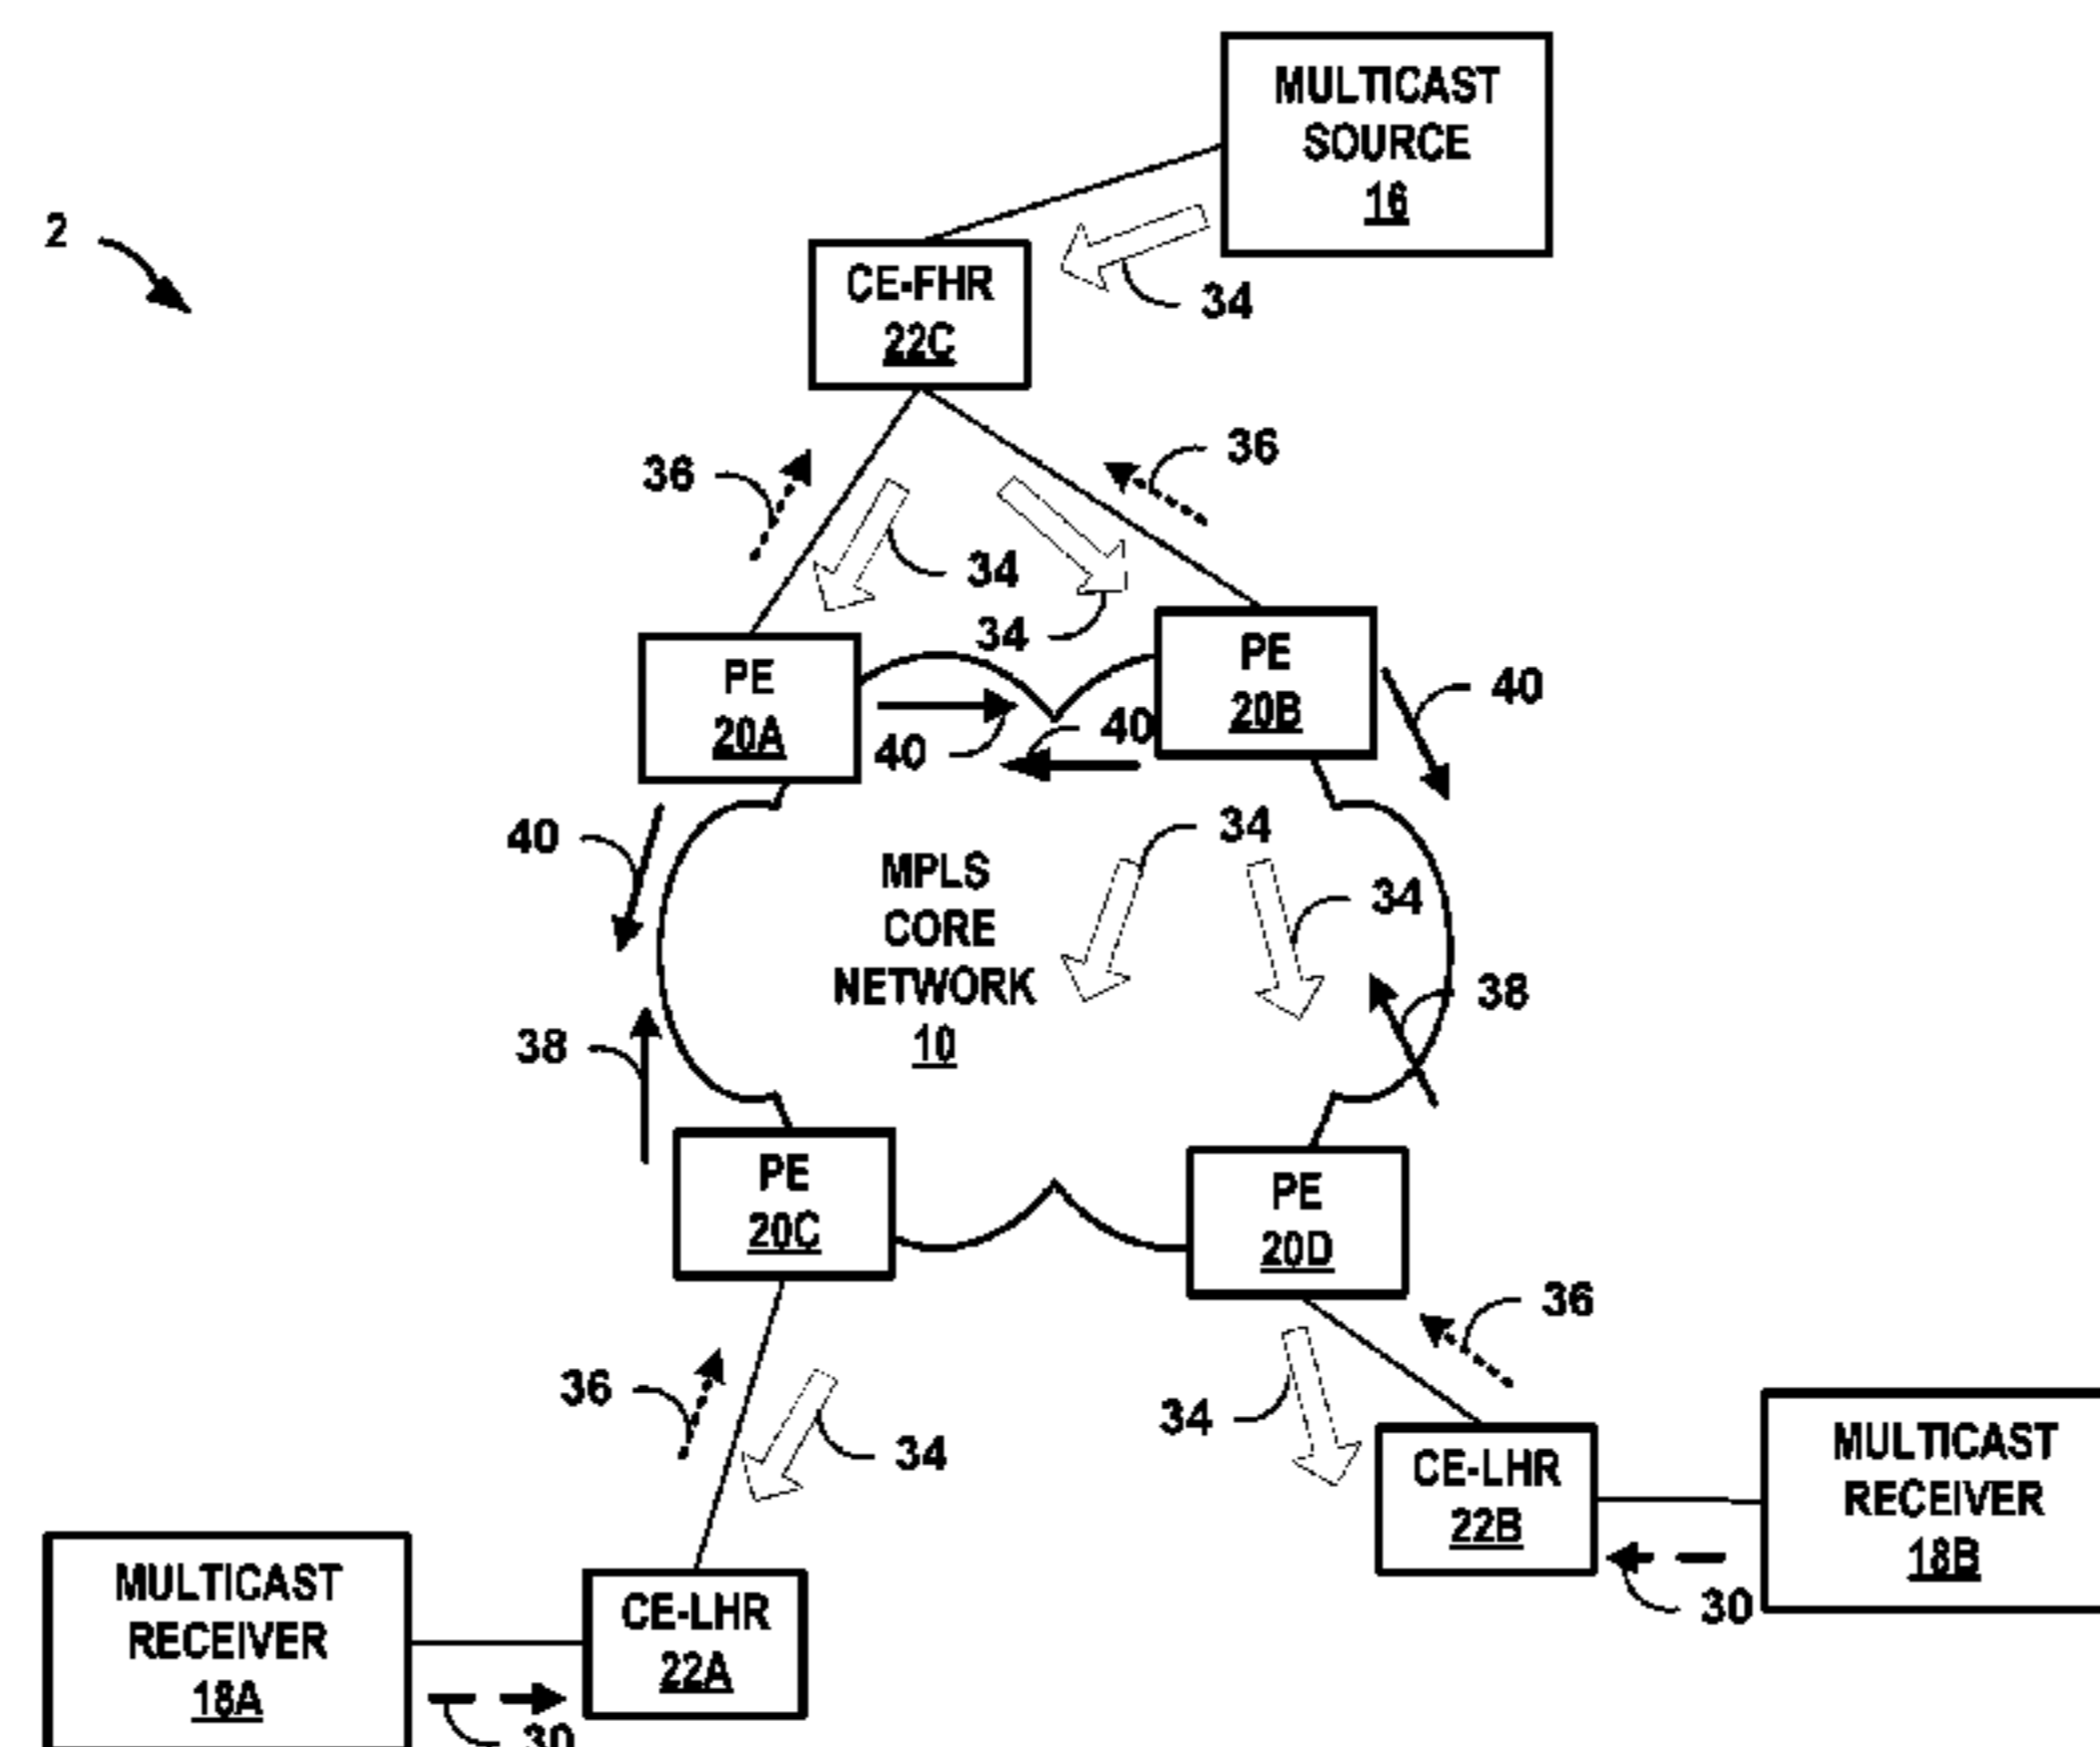 MULTICAST
SOURCE
16
2
CE-FHR
22C
34
36
36
34
34
PE
20A
PE
20B
40
40
40
40
34
34
MPLS
CORE
NETWORK
10
38
38
PE
20C
PE
20D
36
36
34
34
CE-LHR
22B
MULTICAST
RECEIVER
18B
30
MULTICAST
RECEIVER
18A
CE-LHR
22A
30